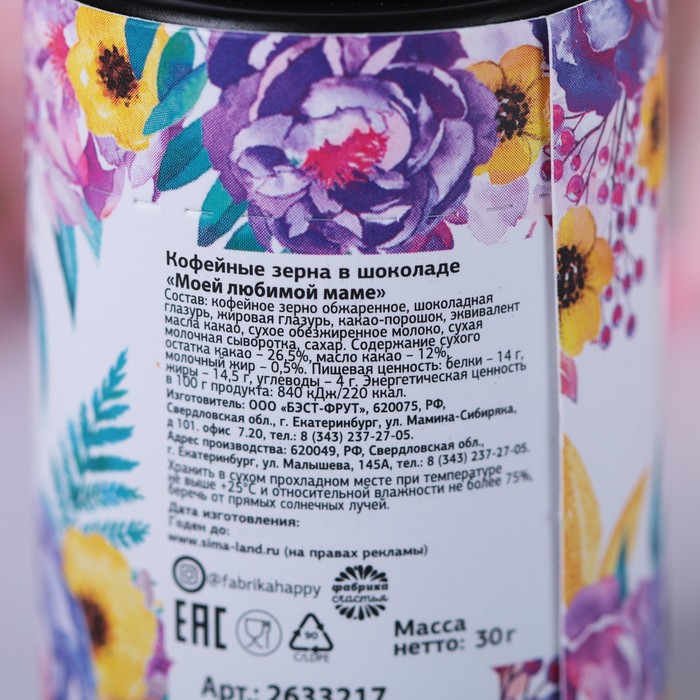 Кофейные зерна в шоколаде
«Моей любимой маме»
Состав: кофейное зерно обжаренное, шоколадная
глазурь, жировая глазурь, какао-порошок, эквивалент
масла какао, сухое обезжиренное молоко, сухая
молочная сыворотка, сахар. Содержание сухого
остатка какао – 26,5%, масло какао – 12%,
молочный жир – 0,5%. Пищевая ценность: белки – 14 г,
жиры – 14,5 г, углеводы – 4 г. Энергетическая ценность
в 100 г продукта: 840 кДж/220 ккал.
Изготовитель: ООО «БЭСТ-ФРУТ», 620075, РФ,
Свердловская обл., г. Екатеринбург, ул. Мамина-Сибиряка,
д 101. офис 7.20, тел.: 8 (343) 237-27-05.
Адрес производства: 620049, РФ, Свердловская обл.,
г. Екатеринбург, ул. Малышева, 145А, тел.: 8 (343) 237-27-05.
Хранить в сухом прохладном месте при температуре
не выше +25°С и относительной влажности не более 75%,
беречь от прямых солнечных лучей.
Дата изготовления:
Годен до:
www.sima-land.ru (на правах рекламы)
@fabrikahappy
фабрика
счастья
ЕАС
90
C/LDPE
Масса
нетто: 30 г
Арт.: 2633217